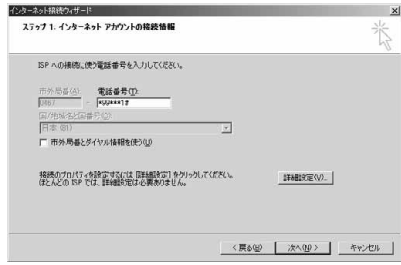 インターネット接続ウィザード
ステップ 1. インターネット アカウントの接続情報
ISP への接続に使う電話番号を入力してください。
市外局番(A): 電話番号(T):
国/地域名と国番号(O):
日本 (81)
市外局番とダイヤル情報を使う(U)
接続のプロパティを設定するには [詳細設定] をクリックしてください。
ほとんどの ISP では、詳細設定は必要ありません。
詳細設定(V)...
< 戻る(B) 次へ(N) > キャンセル